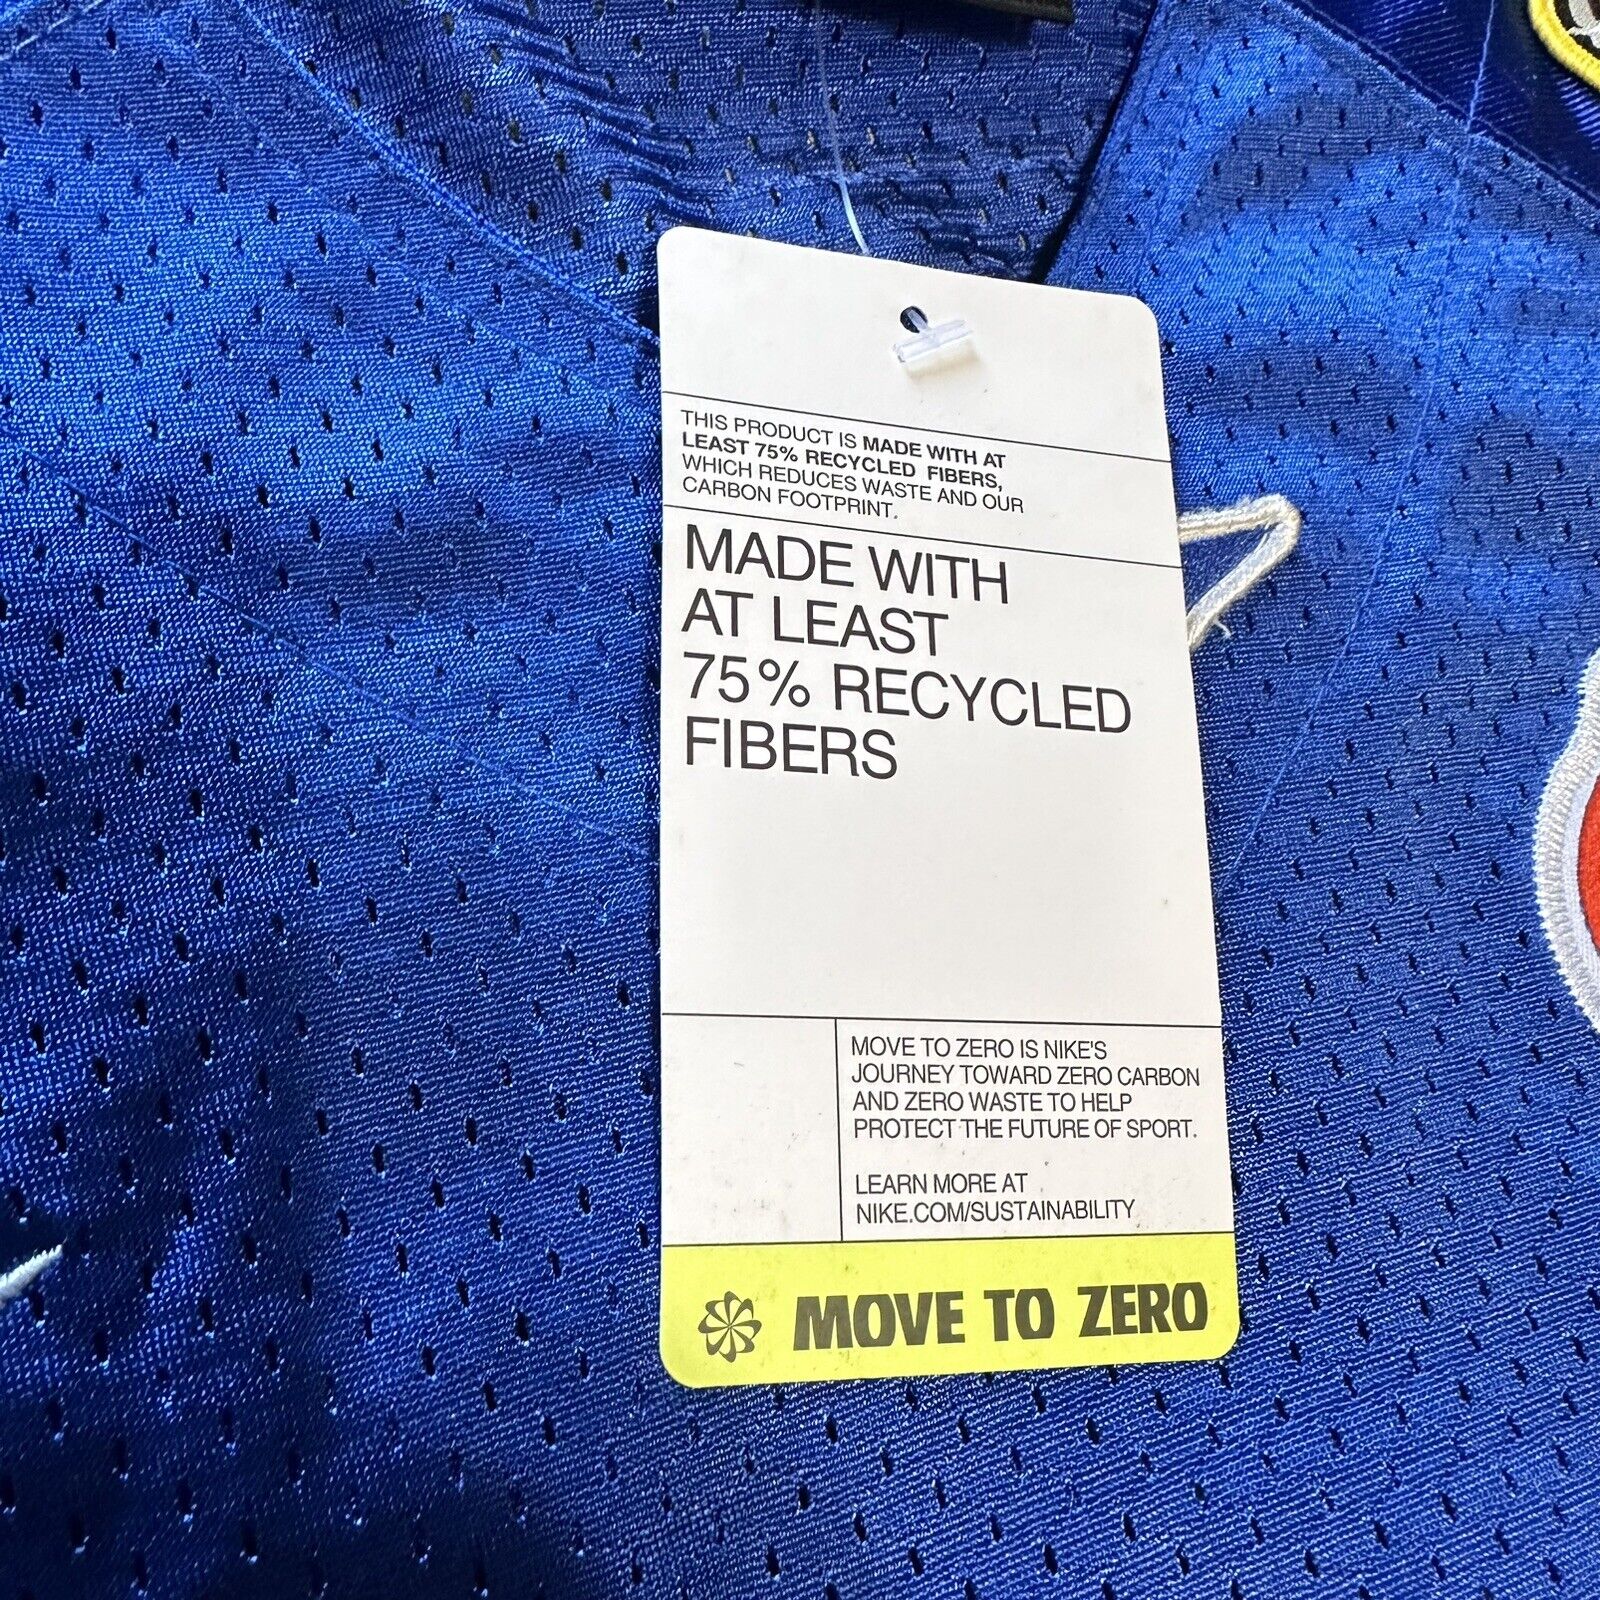 THIS PRODUCT IS MADE WITH AT
LEAST 75% RECYCLED FIBERS,
WHICH REDUCES WASTE AND OUR
CARBON FOOTPRINT.
MADE WITH
AT LEAST
75% RECYCLED
FIBERS
MOVE TO ZERO IS NIKE'S
JOURNEY TOWARD ZERO CARBON
AND ZERO WASTE TO HELP
PROTECT THE FUTURE OF SPORT.
LEARN MORE AT
NIKE.COM/SUSTAINABILITY
MOVE TO ZERO